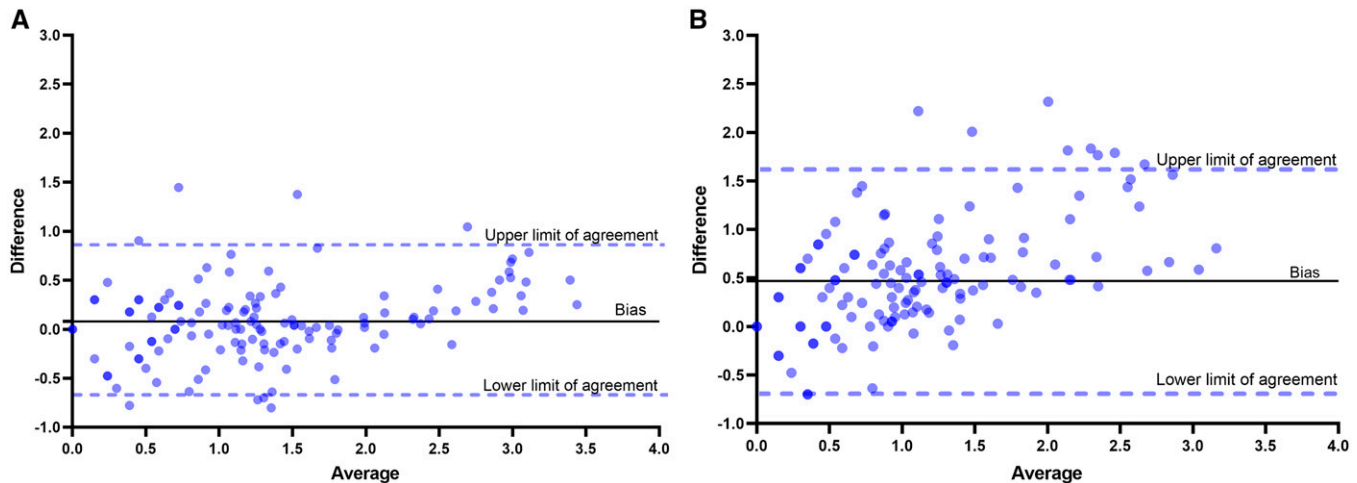 A
3.0
2.5
2.0
1.5
1.0
0.5
0.0
-0.5
-1.0
Difference
Upper limit of agreement
Bias
Lower limit of agreement
0.0 0.5 1.0 1.5 2.0 2.5 3.0 3.5 4.0
Average
B
3.0
2.5
2.0
1.5
1.0
0.5
0.0
-0.5
-1.0
Difference
Upper limit of agreement
Bias
Lower limit of agreement
0.0 0.5 1.0 1.5 2.0 2.5 3.0 3.5 4.0
Average